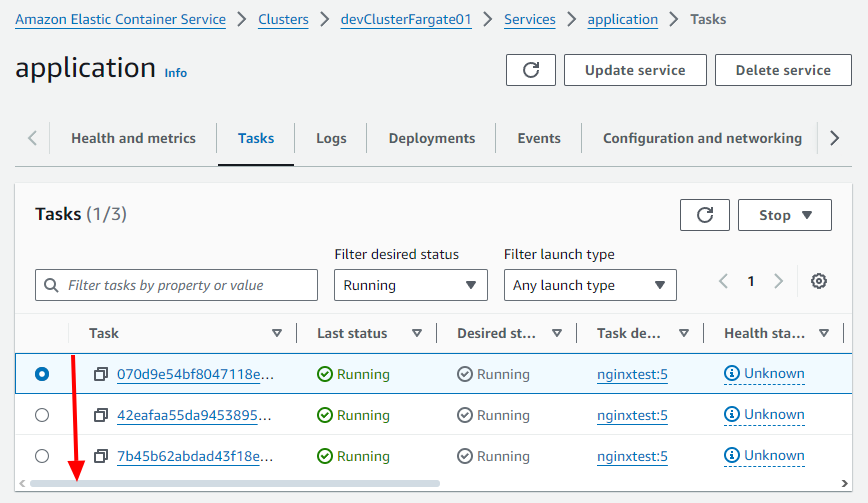 Amazon Elastic Container Service > Clusters > devClusterFargate01 > Services > application > Tasks
application Info
Update service Delete service
Health and metrics Tasks Logs Deployments Events Configuration and networking
Tasks (1/3)
Stop
Filter desired status Filter launch type
Filter tasks by property or value Running Any launch type 1
Task Last status Desired st... Task de... Health sta...
070d9e54bf8047118e... Running Running nginxtest:5 Unknown
42eafaa55da9453895... Running Running nginxtest:5 Unknown
7b45b62abdad43f18e... Running Running nginxtest:5 Unknown